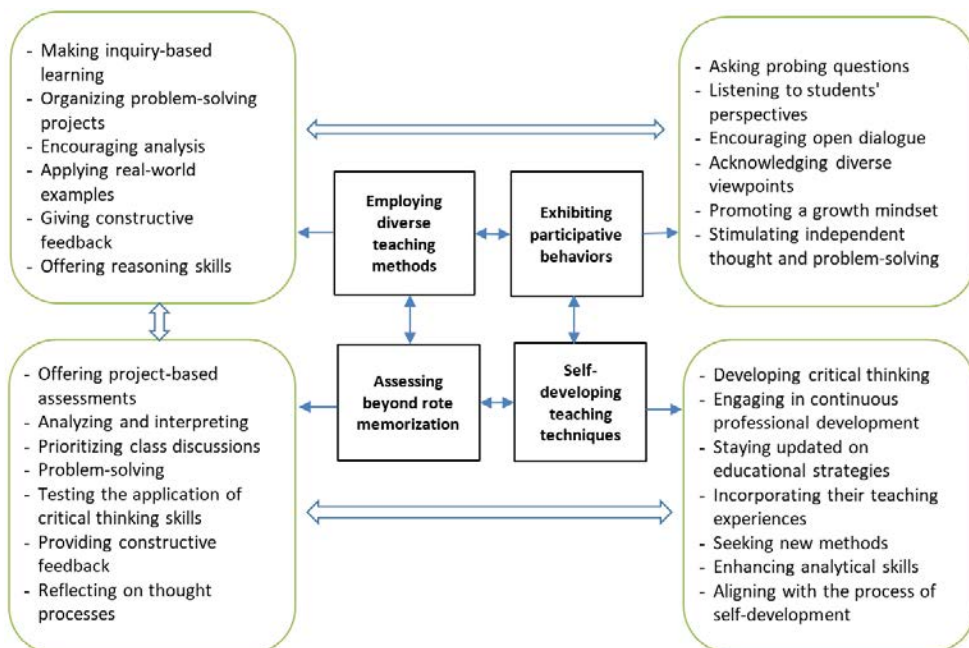 - Making inquiry-based
learning
- Organizing problem-solving
projects
- Encouraging analysis
- Applying real-world
examples
- Giving constructive
feedback
- Offering reasoning skills
- Asking probing questions
- Listening to students'
perspectives
- Encouraging open dialogue
- Acknowledging diverse
viewpoints
- Promoting a growth mindset
- Stimulating independent
thought and problem-solving
Employing
diverse
teaching
methods
Exhibiting
participative
behaviors
Assessing
beyond rote
memorization
Self-
developing
teaching
techniques
- Offering project-based
assessments
- Analyzing and interpreting
- Prioritizing class discussions
- Problem-solving
- Testing the application of
critical thinking skills
- Providing constructive
feedback
- Reflecting on thought
processes
- Developing critical thinking
- Engaging in continuous
professional development
- Staying updated on
educational strategies
- Incorporating their teaching
experiences
- Seeking new methods
- Enhancing analytical skills
- Aligning with the process of
self-development